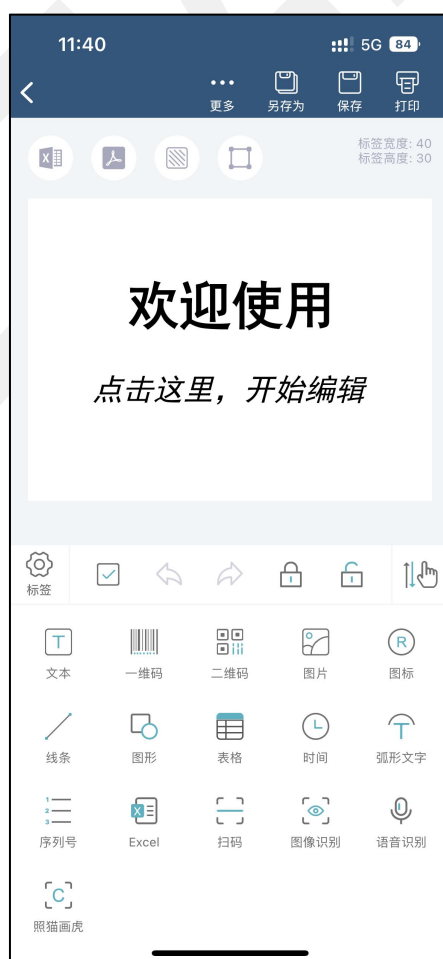 11:40
5G 84
更多 另存为 保存 打印
标签宽度: 40
标签高度: 30
欢迎使用
点击这里，开始编辑
标签
T R
文本 一维码 二维码 图片 图标
T
线条 图形 表格 时间 弧形文字
1
2
3
X
序列号 Excel 扫码 图像识别 语音识别
C
照猫画虎